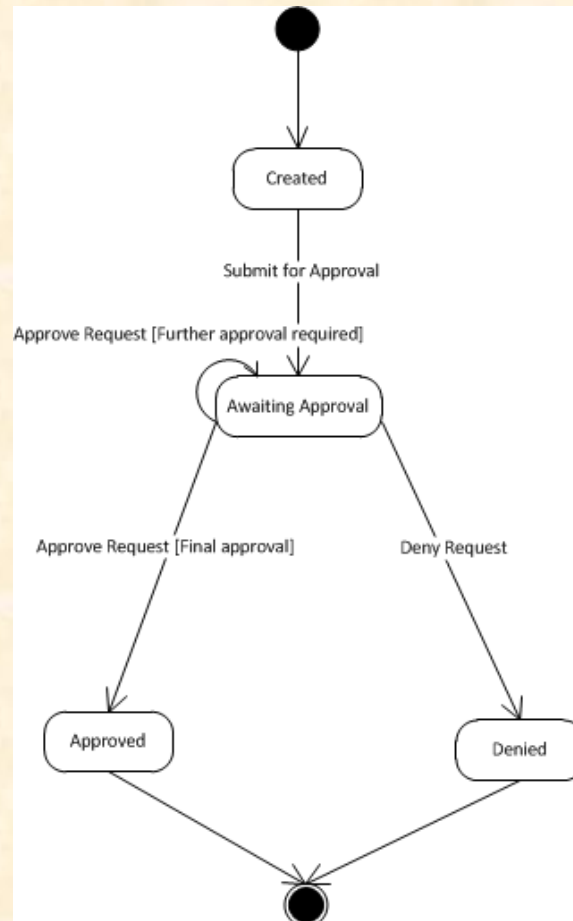 Created
Submit for Approval
Approve Request [Further approval required]
Awaiting Approval
Approve Request [Final approval]
Deny Request
Approved
Denied